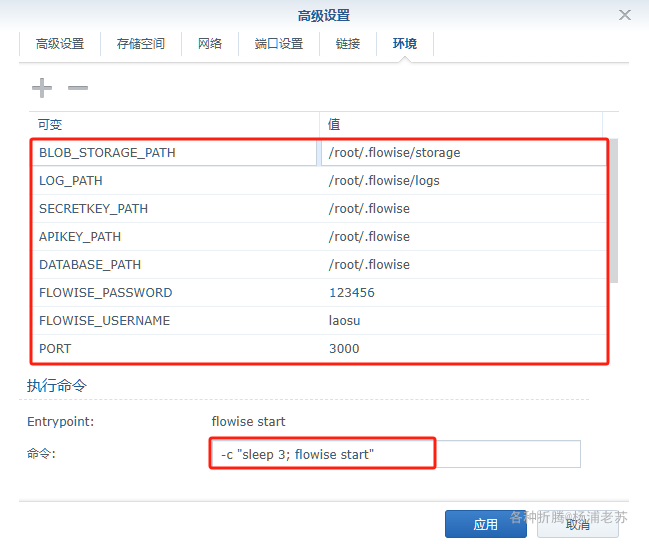 高级设置
高级设置 存储空间 网络 端口设置 链接 环境
可变 值
BLOB_STORAGE_PATH /root/.flowise/storage
LOG_PATH /root/.flowise/logs
SECRETKEY_PATH /root/.flowise
APIKEY_PATH /root/.flowise
DATABASE_PATH /root/.flowise
FLOWISE_PASSWORD 123456
FLOWISE_USERNAME laosu
PORT 3000
执行命令
Entrypoint: flowise start
命令: -c "sleep 3; flowise start"
应用 取消
各种折腾@杨浦老苏